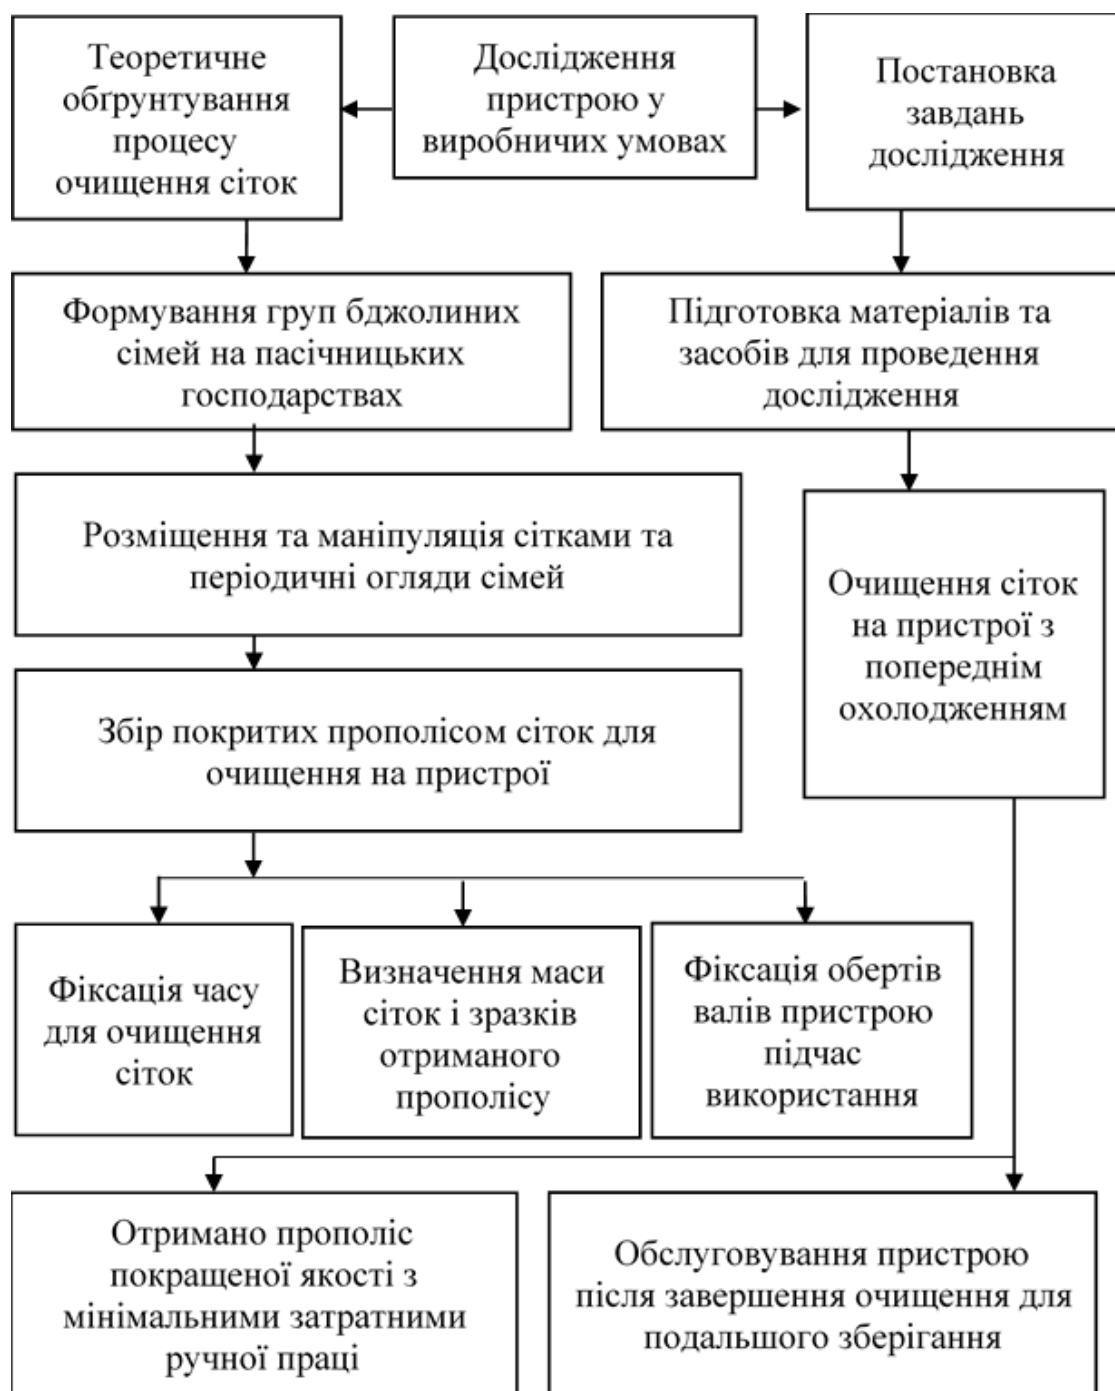 Теоретичне
обґрунтування
процесу
очищення сіток
Дослідження
пристрою у
виробничих умовах
Постановка
завдань
дослідження
Формування груп бджолиних
сімей на пасічницьких
господарствах
Підготовка матеріалів та
засобів для проведення
дослідження
Розміщення та маніпуляція сітками та
періодичні огляди сімей
Очищення сіток
на пристрої з
попереднім
охолодженням
Збір покритих прополісом сіток для
очищення на пристрої
Фіксація часу
для очищення
сіток
Визначення маси
сіток і зразків
отриманого
прополісу
Фіксація обертів
валів пристрою
підчас
використання
Отримано прополіс
покращеної якості з
мінімальними затратними
ручної праці
Обслуговування пристрою
після завершення очищення для
подальшого зберігання